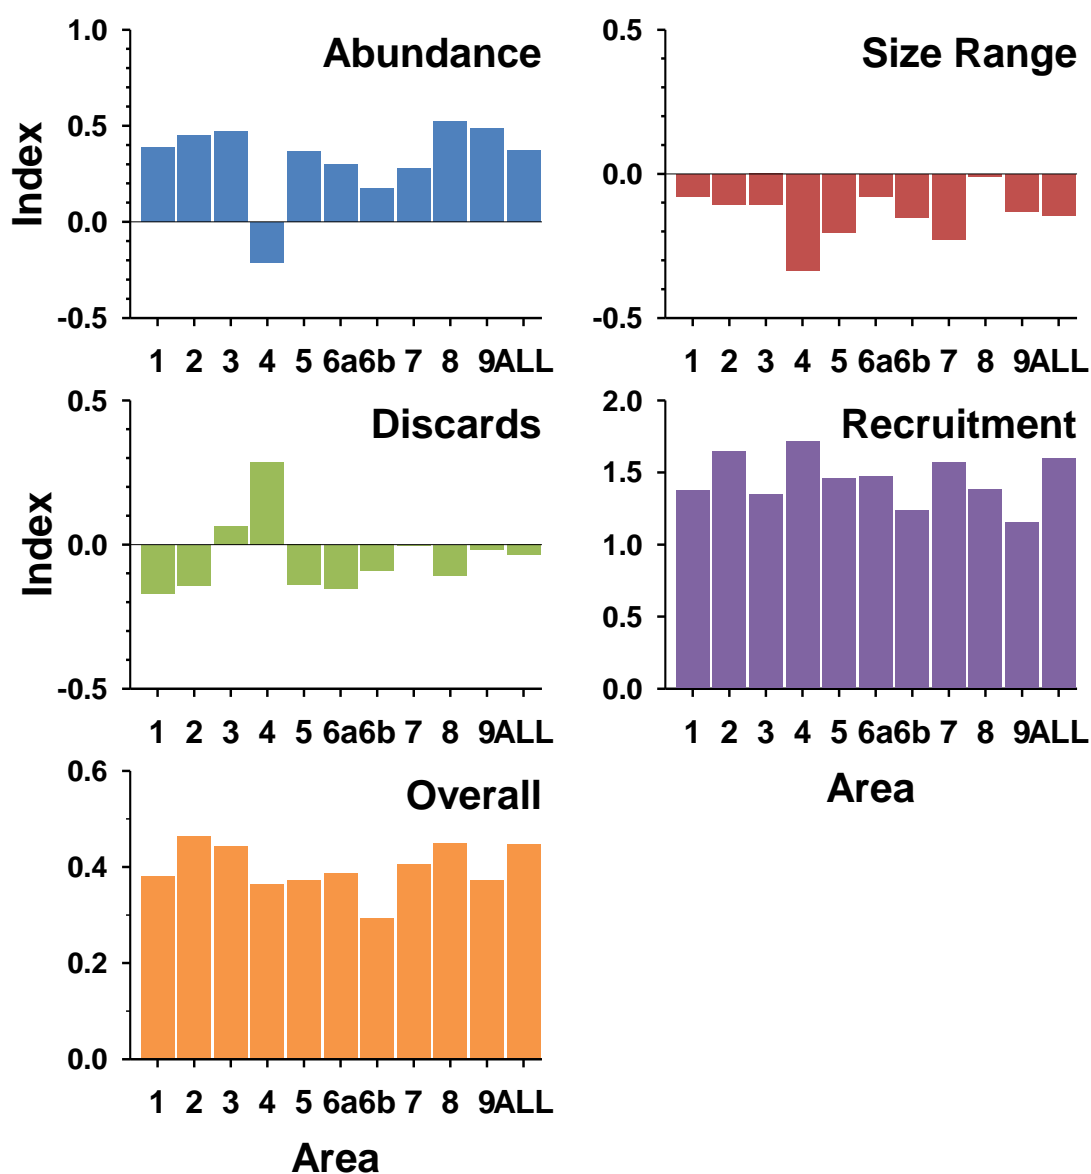 Abundance
Index
1.0
0.5
0.0
-0.5
1 2 3 4 5 6a6b 7 8 9ALL
Size Range
0.5
0.0
-0.5
1 2 3 4 5 6a6b 7 8 9ALL
Discards
Index
0.5
0.0
-0.5
1 2 3 4 5 6a6b 7 8 9ALL
Recruitment
2.0
1.5
1.0
0.5
0.0
1 2 3 4 5 6a6b 7 8 9ALL
Area
Overall
0.6
0.4
0.2
0.0
1 2 3 4 5 6a6b 7 8 9ALL
Area